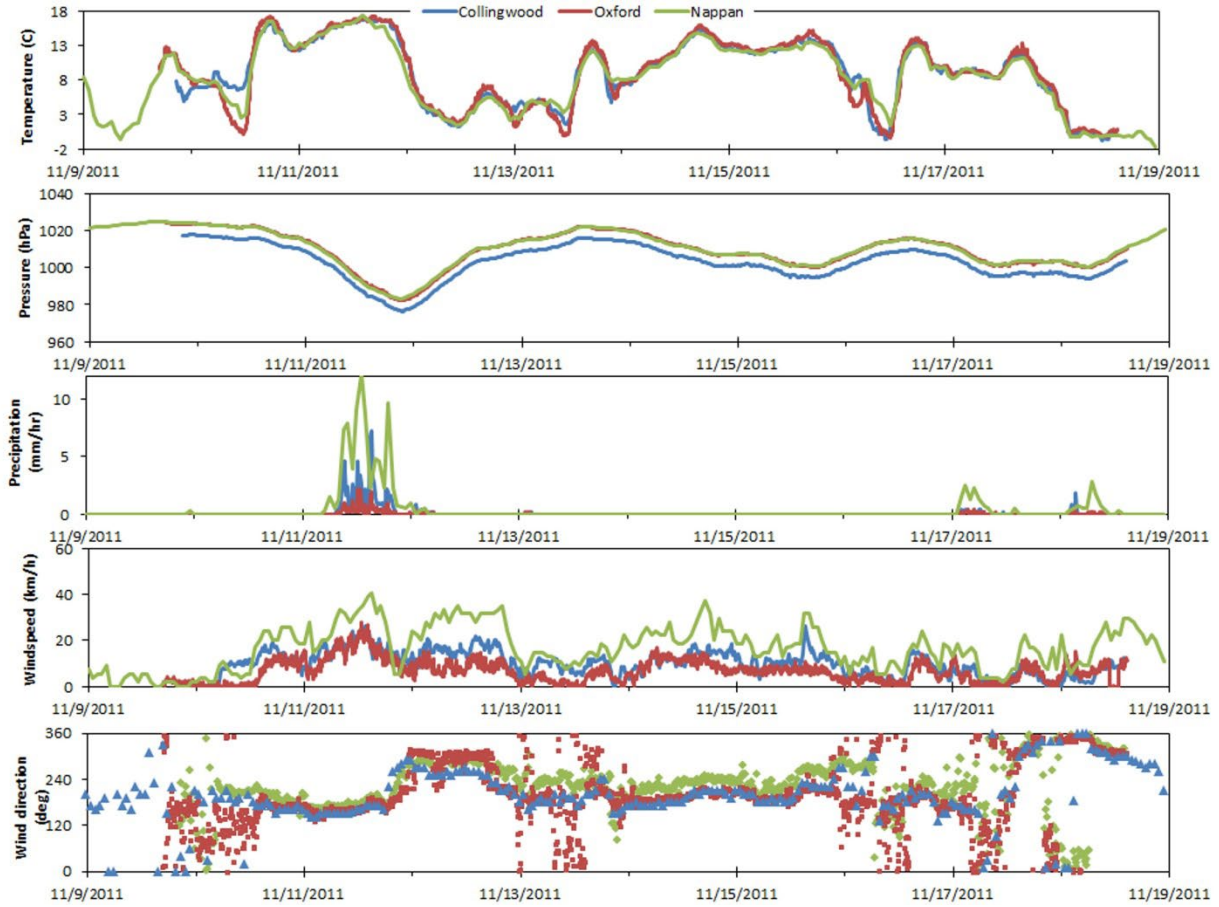 Collingwood Oxford Nappan
Temperature (C)
18
13
8
3
-2
11/9/2011 11/11/2011 11/13/2011 11/15/2011 11/17/2011 11/19/2011
Pressure (hPa)
1040
1020
1000
980
960
11/9/2011 11/11/2011 11/13/2011 11/15/2011 11/17/2011 11/19/2011
Precipitation
(mm/hr)
10
5
0
11/9/2011 11/11/2011 11/13/2011 11/15/2011 11/17/2011 11/19/2011
Windspeed (km/h)
60
40
20
0
11/9/2011 11/11/2011 11/13/2011 11/15/2011 11/17/2011 11/19/2011
Wind direction
(deg)
360
240
120
0
11/9/2011 11/11/2011 11/13/2011 11/15/2011 11/17/2011 11/19/2011